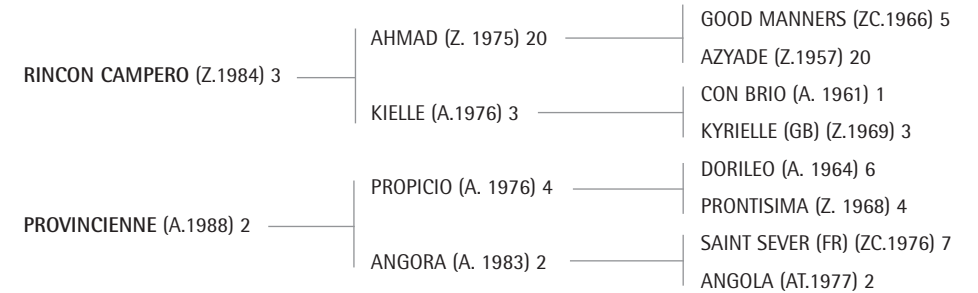 GOOD MANNERS (ZC.1966) 5
AHMAD (Z. 1975) 20
AZYADE (Z.1957) 20
RINCON CAMPERO (Z.1984) 3
CON BRIO (A. 1961) 1
KIELLE (A.1976) 3
KYRIELLE (GB) (Z.1969) 3
DORILEO (A. 1964) 6
PROPICIO (A. 1976) 4
PRONTISIMA (Z. 1968) 4
PROVINCIENNE (A.1988) 2
SAINT SEVER (FR) (ZC.1976) 7
ANGORA (A. 1983) 2
ANGOLA (AT.1977) 2